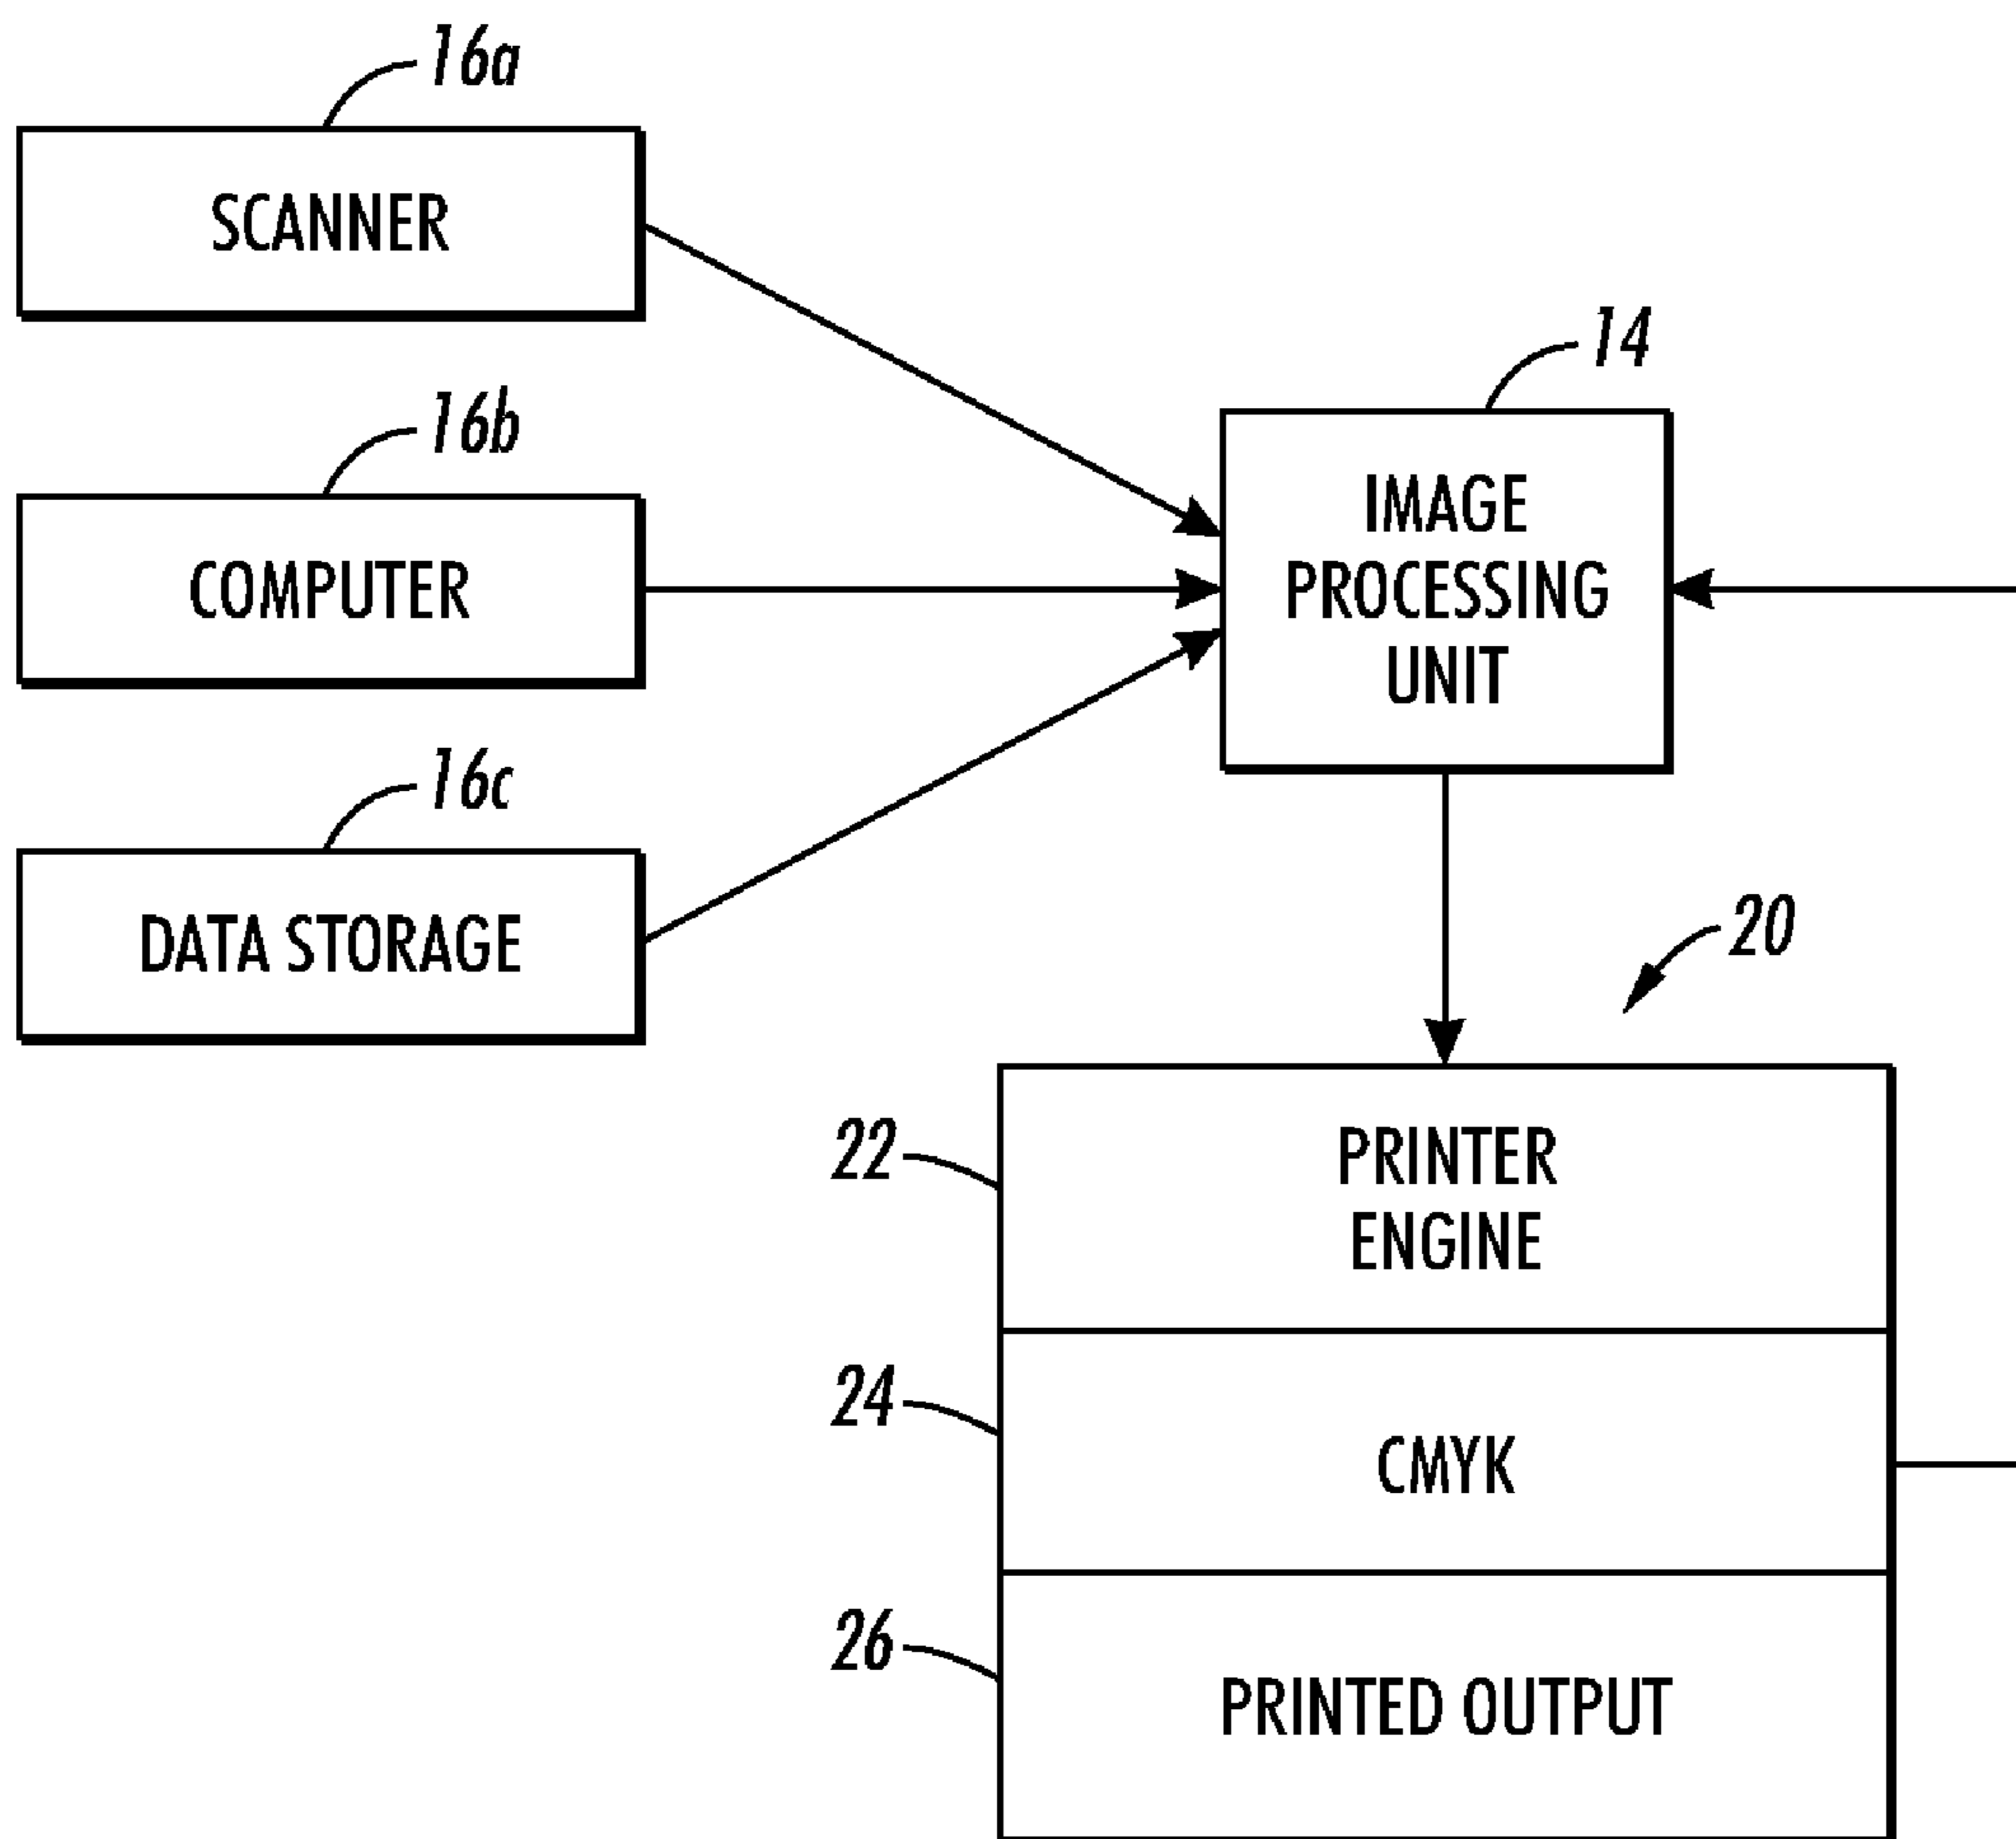 16a
SCANNER
16b
COMPUTER
16c
DATA STORAGE
14
IMAGE
PROCESSING
UNIT
20
22
PRINTER
ENGINE
24
CMYK
26
PRINTED OUTPUT